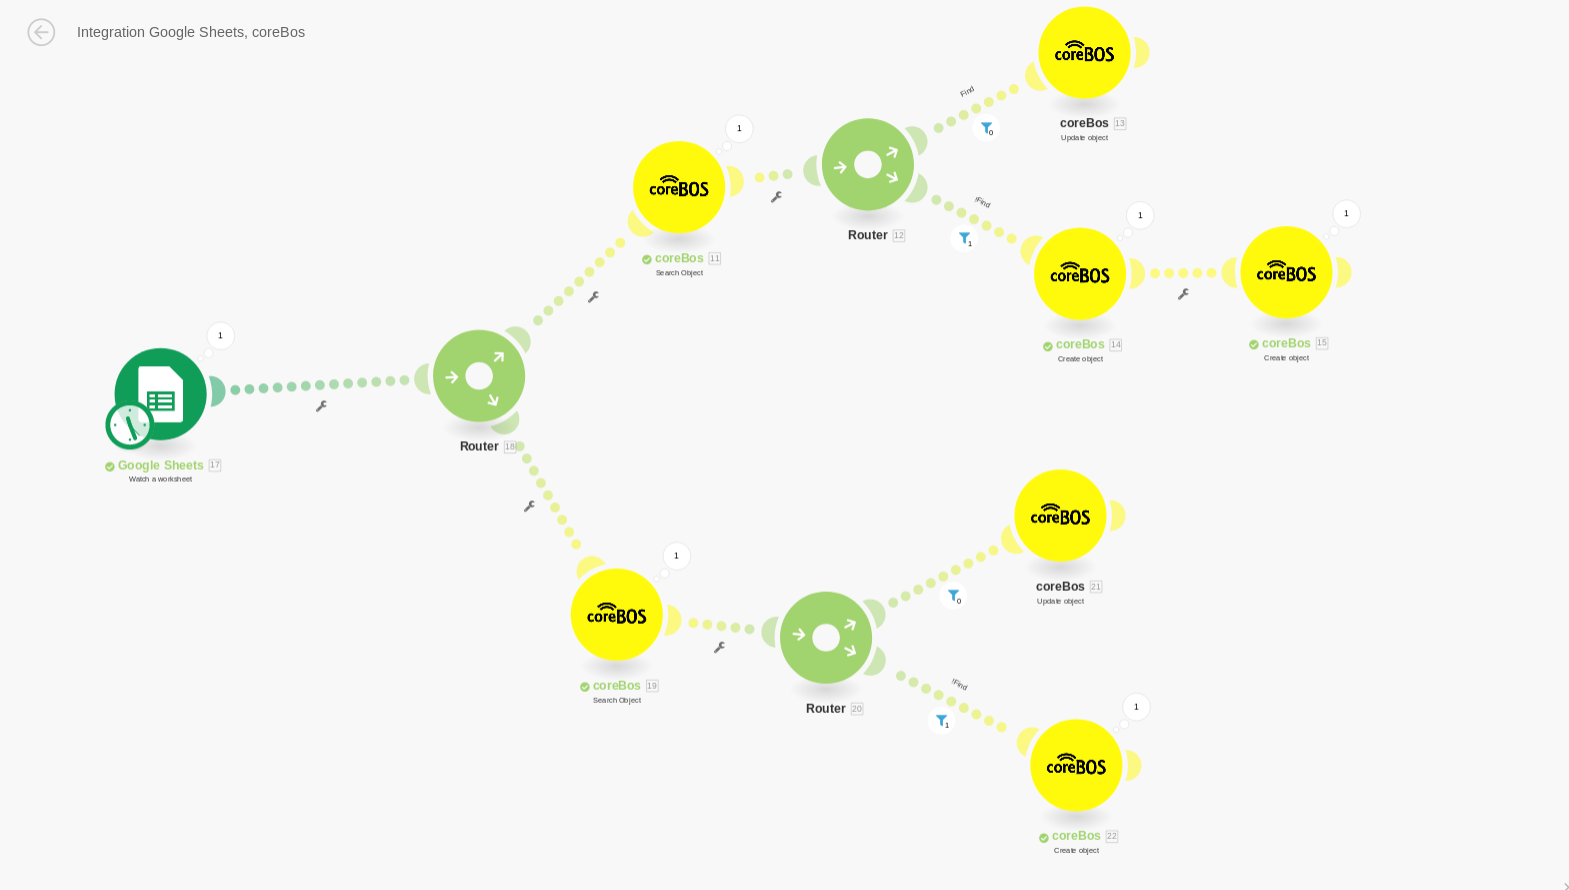 Integration Google Sheets, coreBos
coreBOS
coreBos 13
Update object
Find
0
1
coreBOS
coreBos 11
Search Object
Router 12
!Find
1
1
coreBOS
coreBos 14
Create object
1
coreBOS
coreBos 15
Create object
1
Google Sheets 17
Watch a worksheet
Router 18
coreBOS
coreBos 21
Update object
0
1
coreBOS
coreBos 19
Search Object
Router 20
!Find
1
1
coreBOS
coreBos 22
Create object